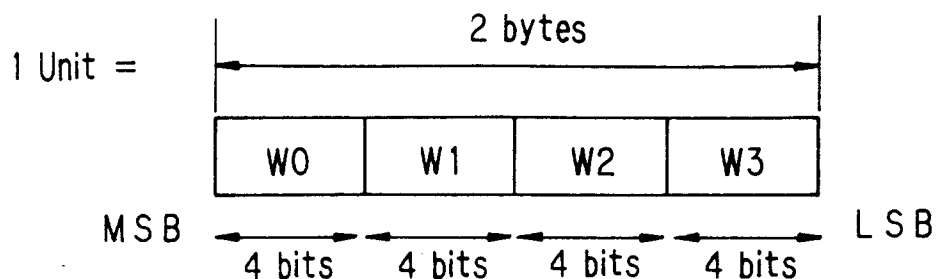 2 bytes
1 Unit =
W0 W1 W2 W3
MSB LSB
4 bits 4 bits 4 bits 4 bits